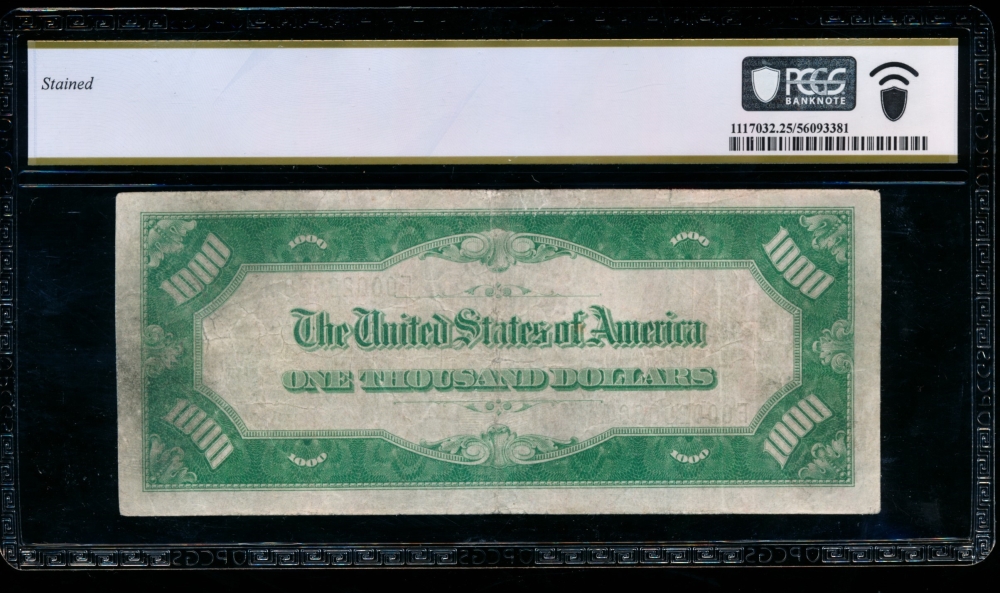 Stained
PCGS
BANKNOTE
1117032.25/56093381
1000 1000 1000 1000
The United States of America
ONE THOUSAND DOLLARS
1000 1000 1000 1000